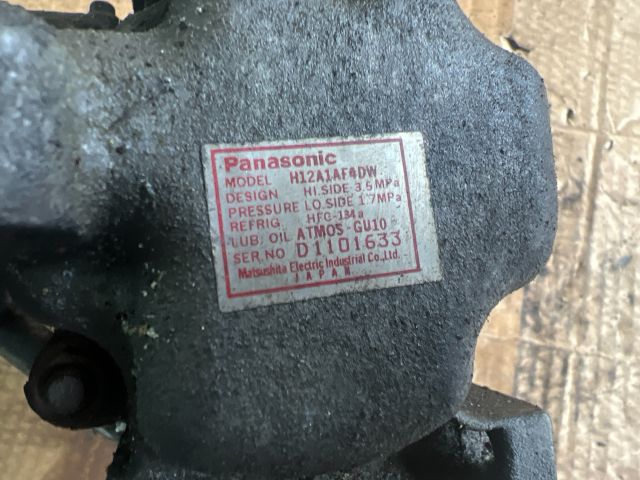 Panasonic
MODEL H12A1AF4DW
DESIGN HI.SIDE 3.5MPa
PRESSURE LO.SIDE 1.7MPa
REFRIG. HFC-134a
LUB. OIL ATMOS-GU10
SER. NO D1101633
Matsushita Electric Industrial Co., Ltd.
JAPAN